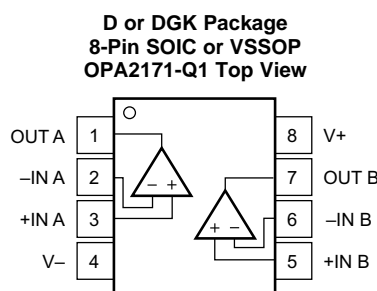 D or DGK Package
8-Pin SOIC or VSSOP
OPA2171-Q1 Top View
OUT A 1 8 V+
–IN A 2 7 OUT B
– +
+IN A 3 6 –IN B
+ –
V– 4 5 +IN B